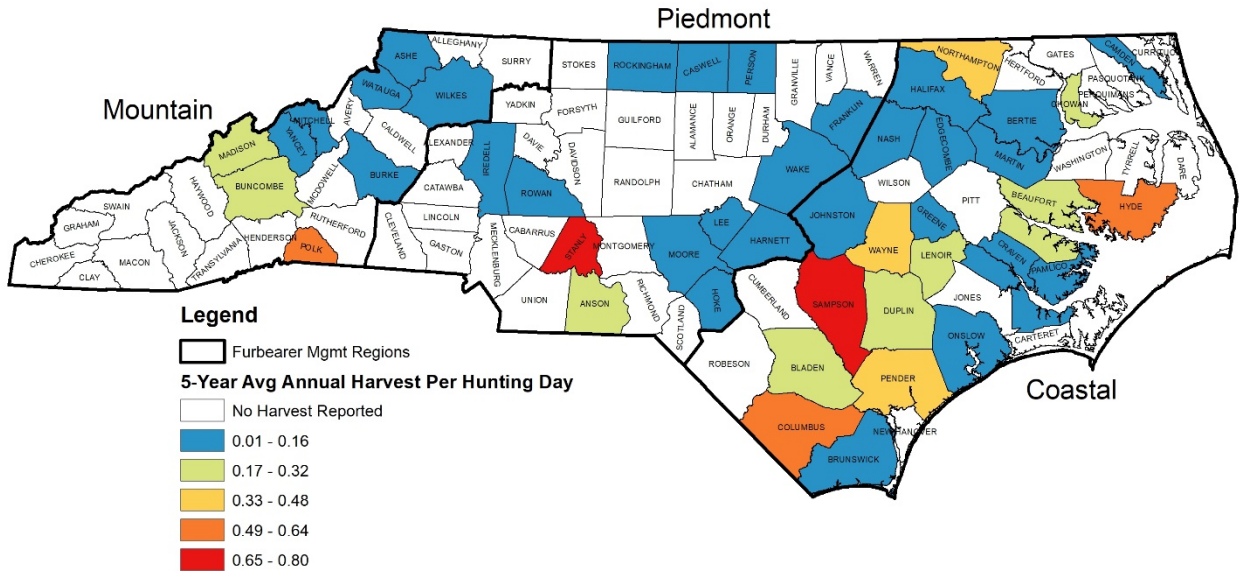 Piedmont
Mountain
Coastal
ALLEGHANY
ASHE
SURRY
STOKES
ROCKINGHAM
CASWELL
PERSON
GRANVILLE
VANCE
WARREN
NORTHAMPTON
GATES
CAMDEN
CURRITUCK
HERTFORD
PASQUOTANK
PERQUIMANS
CHOWAN
HALIFAX
BERTIE
WATAUGA
WILKES
YADKIN
FORSYTH
GUILFORD
ALAMANCE
ORANGE
DURHAM
FRANKLIN
NASH
EDGECOMBE
MARTIN
WASHINGTON
TYRRELL
DARE
MITCHELL
AVERY
YANCEY
CALDWELL
ALEXANDER
IREDELL
DAVIE
DAVIDSON
MADISON
BUNCOMBE
MCDOWELL
BURKE
CATAWBA
ROWAN
RANDOLPH
CHATHAM
WAKE
WILSON
PITT
BEAUFORT
HYDE
HAYWOOD
SWAIN
GRAHAM
JACKSON
RUTHERFORD
LINCOLN
CLEVELAND
GASTON
MECKLENBURG
CABARRUS
STANLY
MONTGOMERY
MOORE
LEE
HARNETT
JOHNSTON
WAYNE
GREENE
LENOIR
CRAVEN
PAMLICO
CHEROKEE
CLAY
MACON
TRANSYLVANIA
HENDERSON
POLK
UNION
ANSON
RICHMOND
SCOTLAND
HOKE
CUMBERLAND
SAMPSON
DUPLIN
JONES
ONSLOW
CARTERET
ROBESON
BLADEN
PENDER
COLUMBUS
NEW HANOVER
BRUNSWICK
Legend
Furbearer Mgmt Regions
5-Year Avg Annual Harvest Per Hunting Day
No Harvest Reported
0.01 - 0.16
0.17 - 0.32
0.33 - 0.48
0.49 - 0.64
0.65 - 0.80